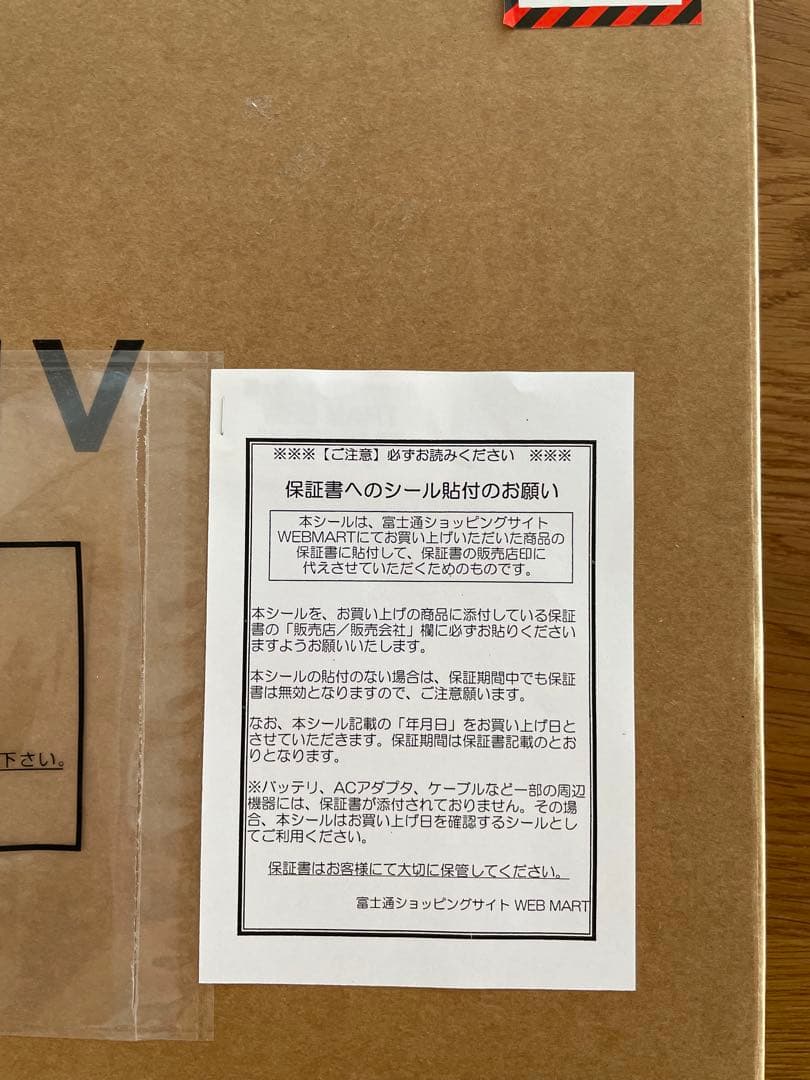 V
※※※【ご注意】必ずお読みください ※※※
保証書へのシール貼付のお願い
本シールは、富士通ショッピングサイト
WEBMARTにてお買い上げいただいた商品の
保証書に貼付して、保証書の販売店印に
代えさせていただくためのものです。
本シールを、お買い上げの商品に添付している保証
書の「販売店／販売会社」欄に必ずお貼りください
ますようお願いいたします。
本シールの貼付のない場合は、保証期間中でも保証
書は無効となりますので、ご注意願います。
なお、本シール記載の「年月日」をお買い上げ日と
させていただきます。保証期間は保証書記載のとお
りとなります。
※バッテリ、ACアダプタ、ケーブルなど一部の周辺
機器には、保証書が添付されておりません。その場
合、本シールはお買い上げ日を確認するシールとし
てご利用ください。
保証書はお客様にて大切に保管してください。
富士通ショッピングサイト WEB MART
下さい。